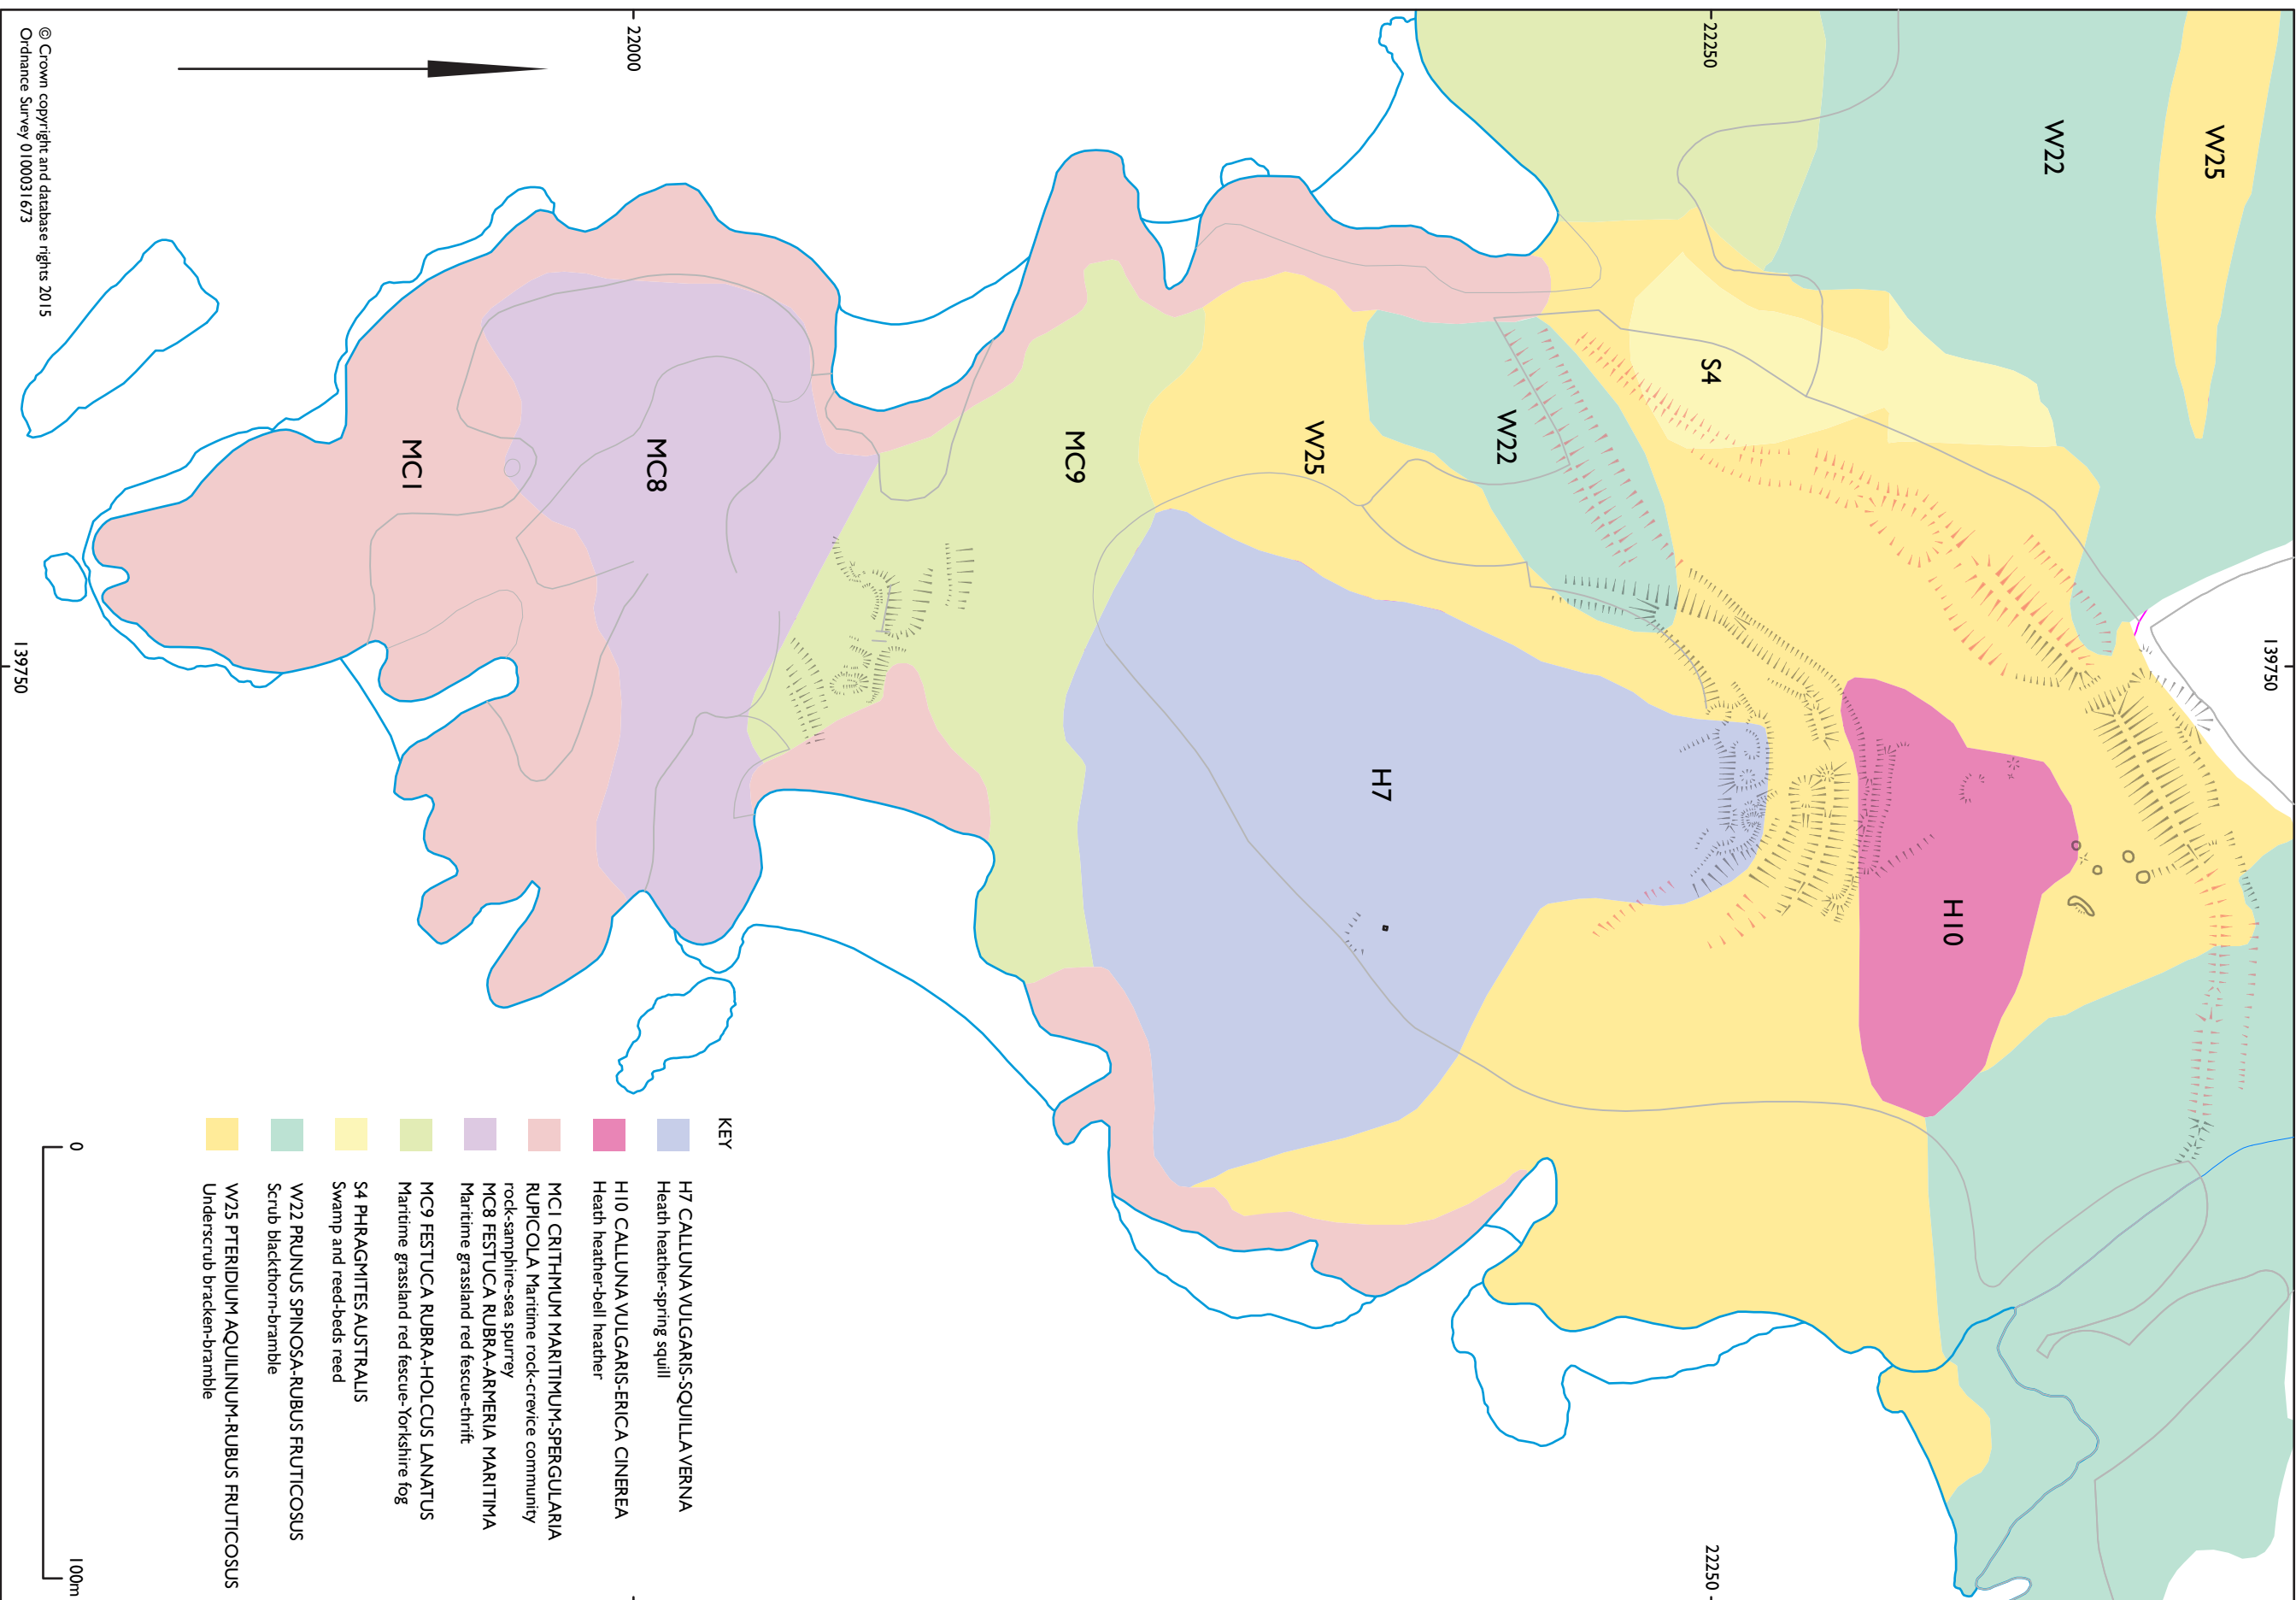 W25
W22
22250
S4
139750
W22
W25
H10
H7
MC9
22000
MC8
MC1
139750
22250
KEY
H7 CALLUNA VULGARIS-SQUILLA VERNA
Heath heather-spring squill
H10 CALLUNA VULGARIS-ERICA CINEREA
Heath heather-bell heather
MC1 CRITHMUM MARITIMUM-SPERGULARIA
RUPICOLA Maritime rock-crevice community
rock-samphire-sea spurrey
MC8 FESTUCA RUBRA-ARMERIA MARITIMA
Maritime grassland red fescue-thrift
MC9 FESTUCA RUBRA-HOLCUS LANATUS
Maritime grassland red fescue-Yorkshire fog
S4 PHRAGMITES AUSTRALIS
Swamp and reed-beds reed
W22 PRUNUS SPINOSA-RUBUS FRUTICOSUS
Scrub blackthorn-bramble
W25 PTERIDIUM AQUILINUM-RUBUS FRUTICOSUS
Underscrub bracken-bramble
0
100m
© Crown copyright and database rights 2015
Ordnance Survey 0100031673